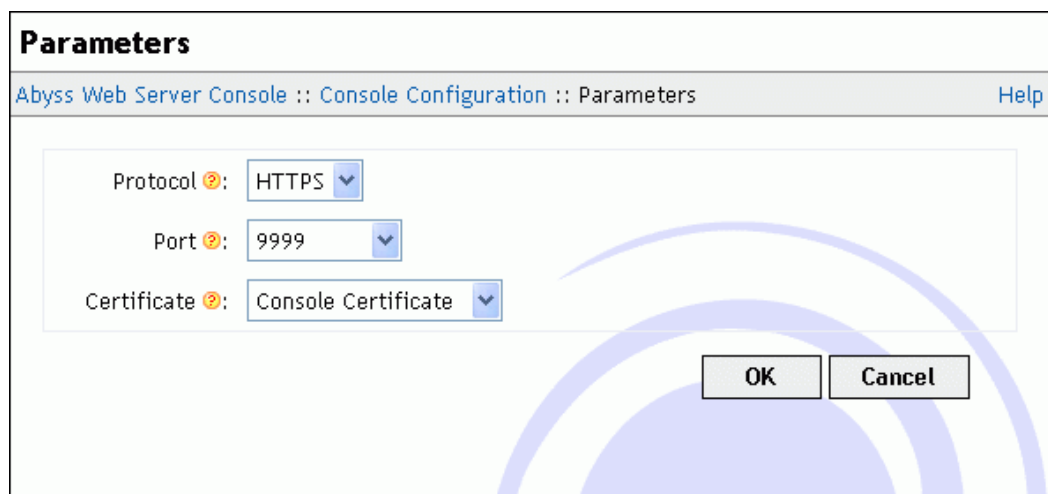 Parameters
Abyss Web Server Console :: Console Configuration :: Parameters Help
Protocol ?: HTTPS
Port ?: 9999
Certificate ?: Console Certificate
OK Cancel